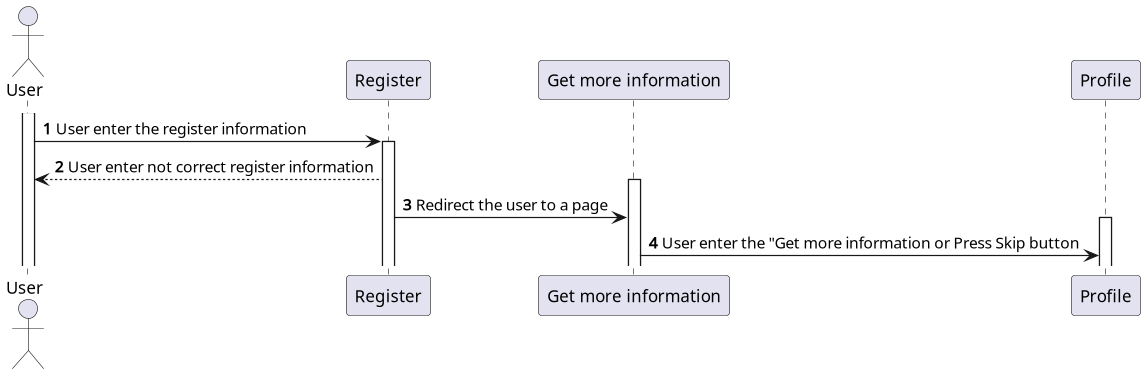 User
Register
Get more information
Profile
1 User enter the register information
2 User enter not correct register information
3 Redirect the user to a page
4 User enter the "Get more information or Press Skip button
User
Register
Get more information
Profile